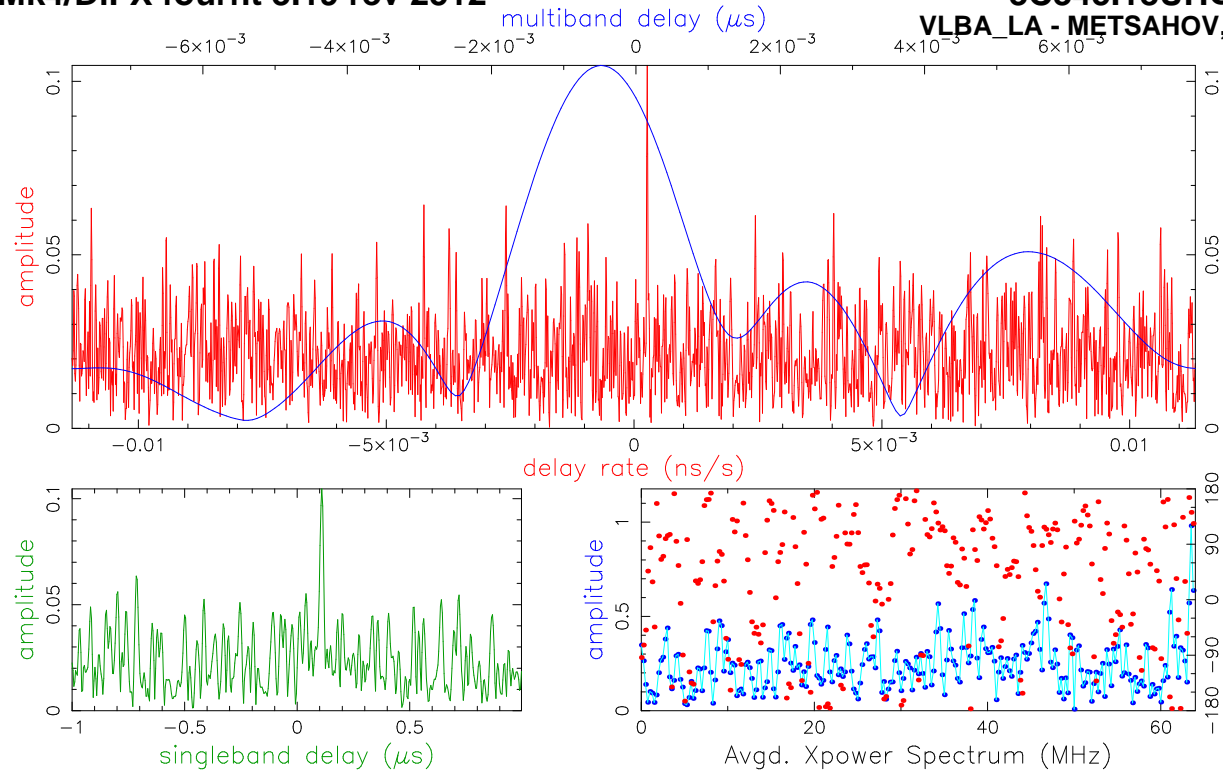 multiband delay (μs)
VLBA_LA - METSAHOV,
−6×10⁻³ −4×10⁻³ −2×10⁻³ 0 2×10⁻³ 4×10⁻³ 6×10⁻³
0.1 0.1
amplitude
0.05 0.05
0 0
−0.01 −5×10⁻³ 0 5×10⁻³ 0.01
delay rate (ns/s)
0.1
amplitude
0.05
0
−1 −0.5 0 0.5
singleband delay (μs)
1
amplitude
0.5
0
180
90
0
−90
−180
0 20 40 60
Avgd. Xpower Spectrum (MHz)